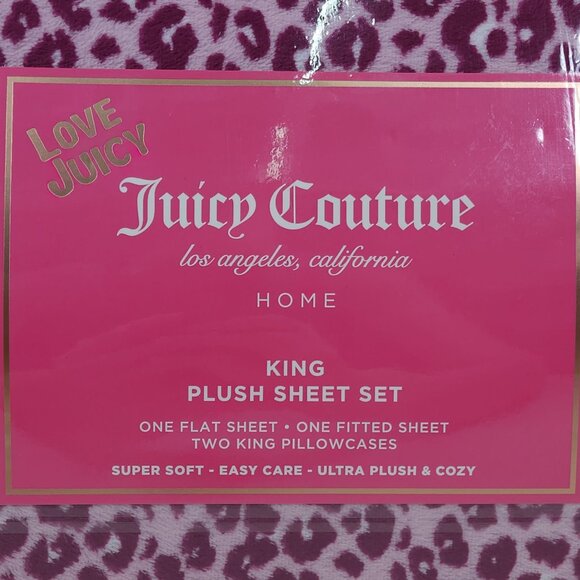 LOVE
JUICY
Juicy Couture
los angeles, california
HOME
KING
PLUSH SHEET SET
ONE FLAT SHEET • ONE FITTED SHEET
TWO KING PILLOWCASES
SUPER SOFT - EASY CARE - ULTRA PLUSH & COZY